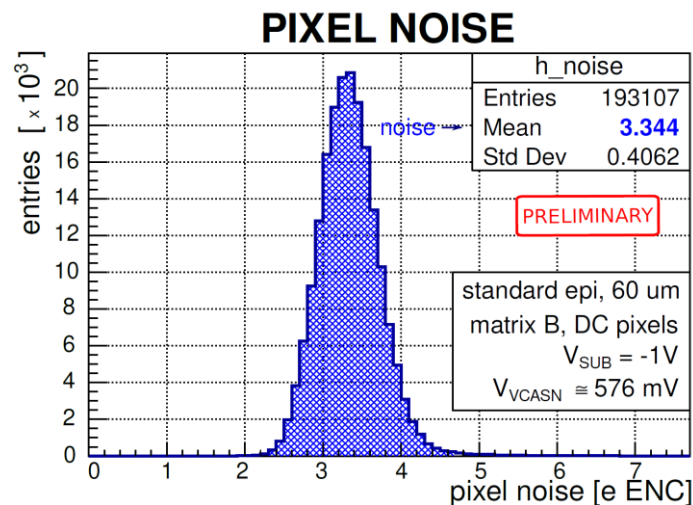 PIXEL NOISE
h_noise
Entries 193107
Mean 3.344
Std Dev 0.4062
noise →
PRELIMINARY
standard epi, 60 um
matrix B, DC pixels
V_SUB = -1V
V_VCASN ≅ 576 mV
entries [ x 10³ ]
20
18
16
14
12
10
8
6
4
2
0
0 1 2 3 4 5 6 7
pixel noise [e ENC]